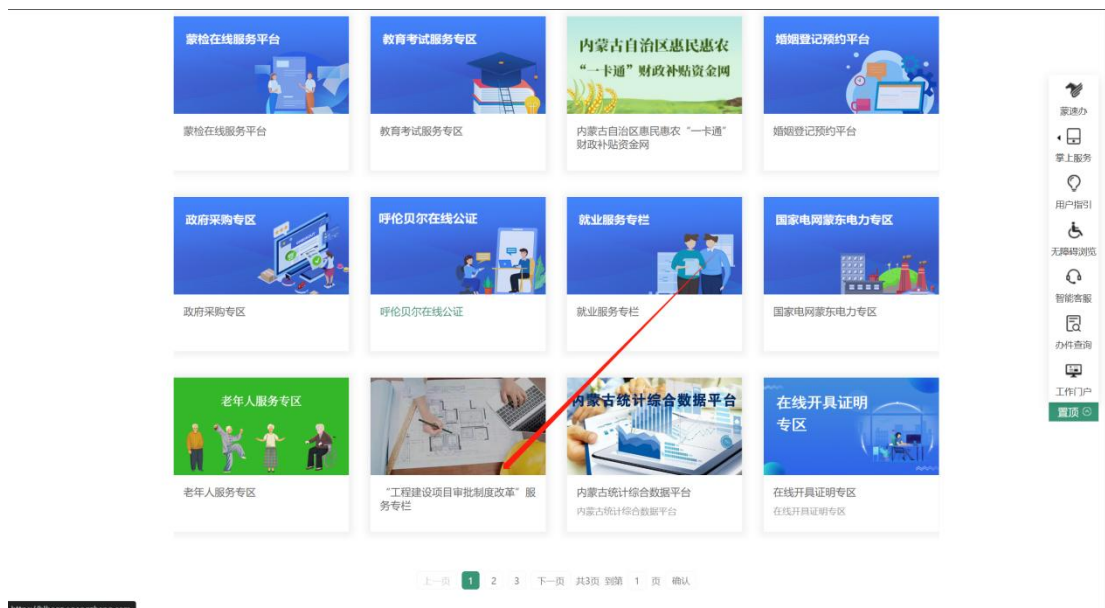 蒙检在线服务平台
教育考试服务专区
内蒙古自治区惠民惠农
“一卡通”财政补贴资金网
婚姻登记预约平台
蒙检在线服务平台
教育考试服务专区
内蒙古自治区惠民惠农“一卡通”
财政补贴资金网
婚姻登记预约平台
政府采购专区
呼伦贝尔在线公证
就业服务专栏
国家电网蒙东电力专区
政府采购专区
呼伦贝尔在线公证
就业服务专栏
国家电网蒙东电力专区
老年人服务专区
内蒙古统计综合数据平台
在线开具证明
专区
老年人服务专区
“工程建设项目审批制度改革”服
务专栏
内蒙古统计综合数据平台
内蒙古统计综合数据平台
在线开具证明专区
在线开具证明专区
上一页 1 2 3 下一页 共3页 到第 1 页 确认
蒙速办
掌上服务
用户指引
无障碍浏览
智能客服
办件查询
工作门户
置顶